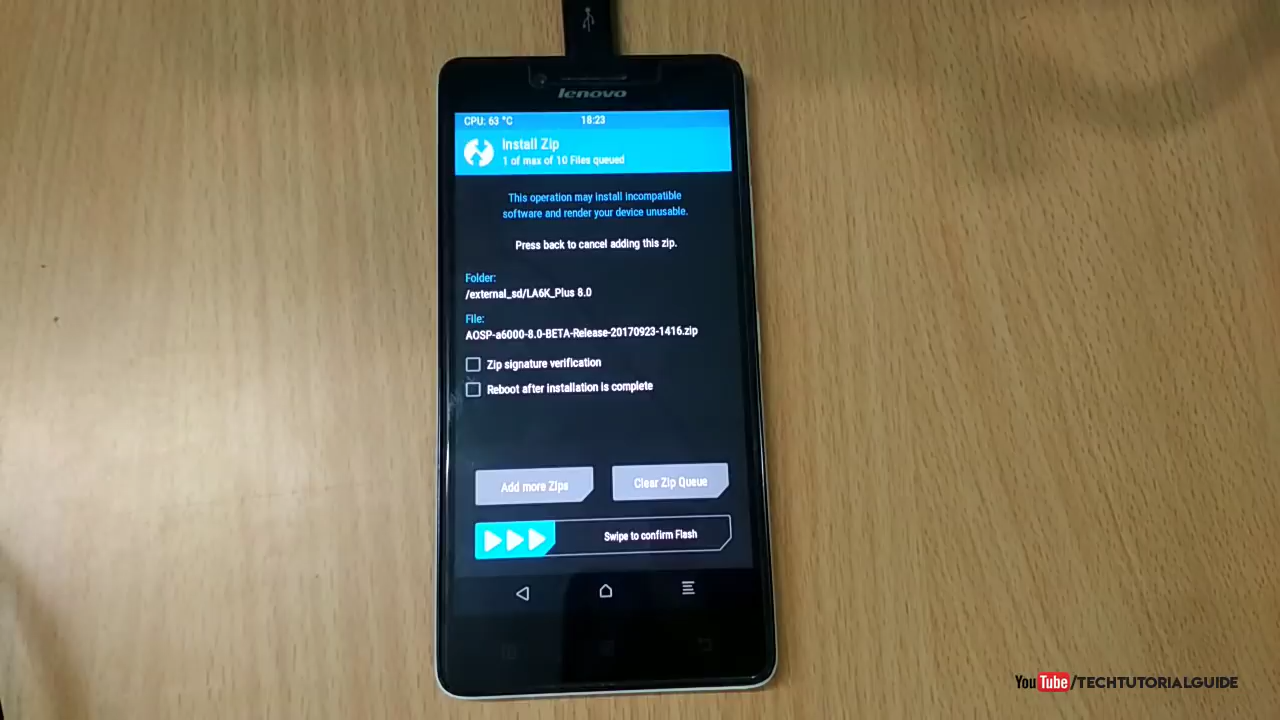 lenovo
CPU: 63 °C 18:23
Install Zip
1 of max of 10 Files queued
This operation may install incompatible
software and render your device unusable.
Press back to cancel adding this zip.
Folder:
/external_sd/LA6K_Plus 8.0
File:
AOSP-a6000-8.0-BETA-Release-20170923-1416.zip
Zip signature verification
Reboot after installation is complete
Add more Zips Clear Zip Queue
Swipe to confirm Flash
YouTube/TECHTUTORIALGUIDE